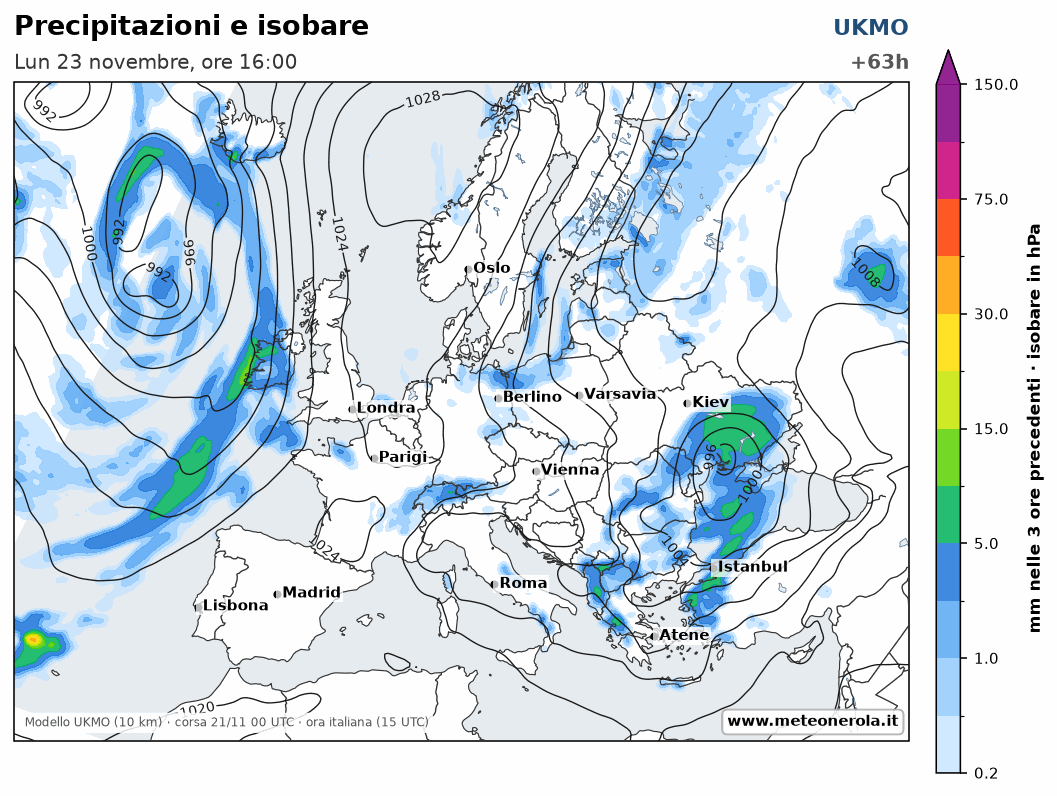 Precipitazioni e isobare
UKMO
Lun 23 novembre, ore 16:00
+63h
992
1028
1024
1000
992
996
992
1008
Oslo
Berlino
Varsavia
Kiev
Londra
Parigi
Vienna
996
1000
1024
Istanbul
Roma
Madrid
Lisbona
Atene
1020
Modello UKMO (10 km) · corsa 21/11 00 UTC · ora italiana (15 UTC)
www.meteonerola.it
150.0
75.0
30.0
15.0
5.0
1.0
0.2
mm nelle 3 ore precedenti · isobare in hPa